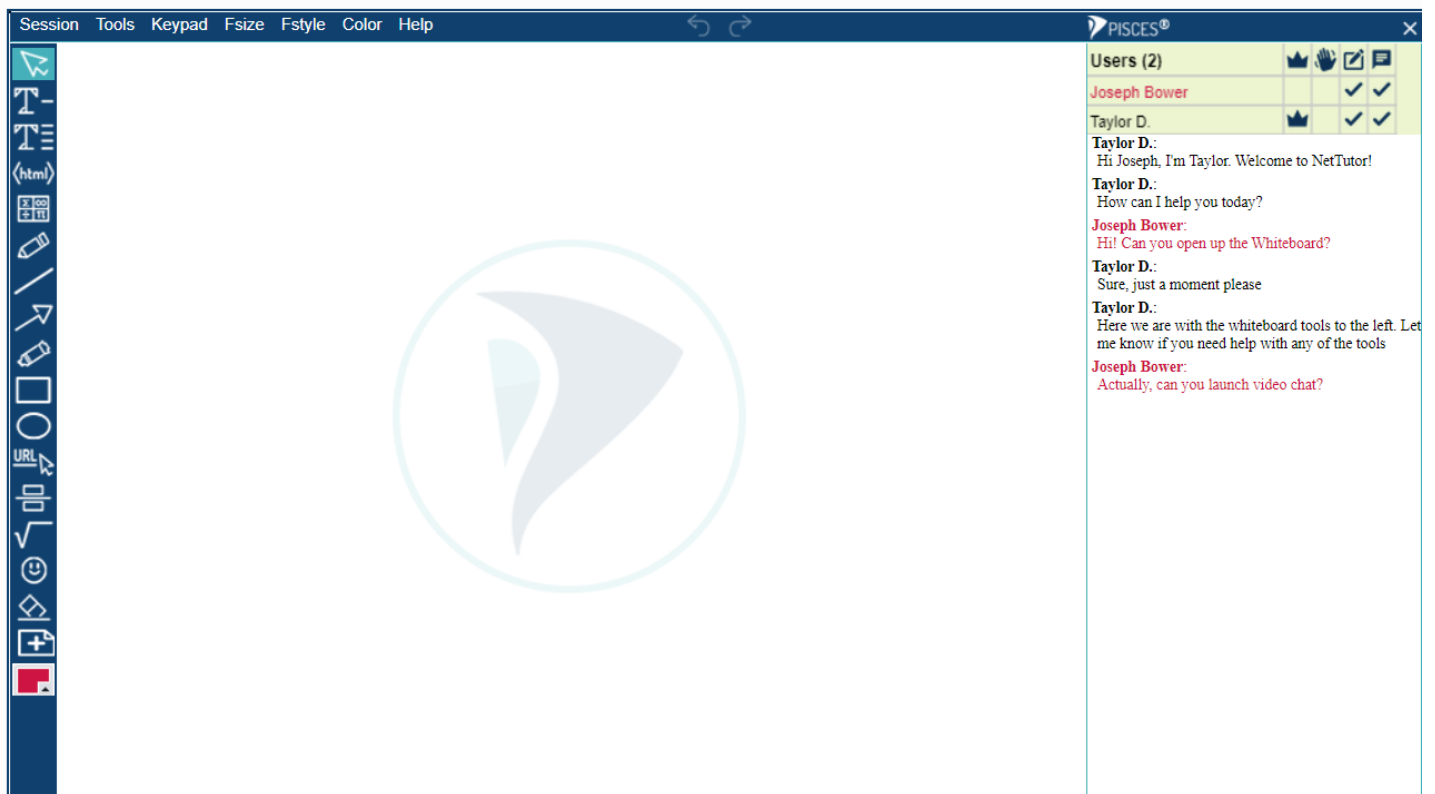 Session Tools Keypad Fsize Fstyle Color Help
PISCES®
Users (2)
Joseph Bower
Taylor D.
Taylor D.:
Hi Joseph, I'm Taylor. Welcome to NetTutor!
Taylor D.:
How can I help you today?
Joseph Bower:
Hi! Can you open up the Whiteboard?
Taylor D.:
Sure, just a moment please
Taylor D.:
Here we are with the whiteboard tools to the left. Let
me know if you need help with any of the tools
Joseph Bower:
Actually, can you launch video chat?
T
T
⟨html⟩
Σ ∞
÷ π
URL